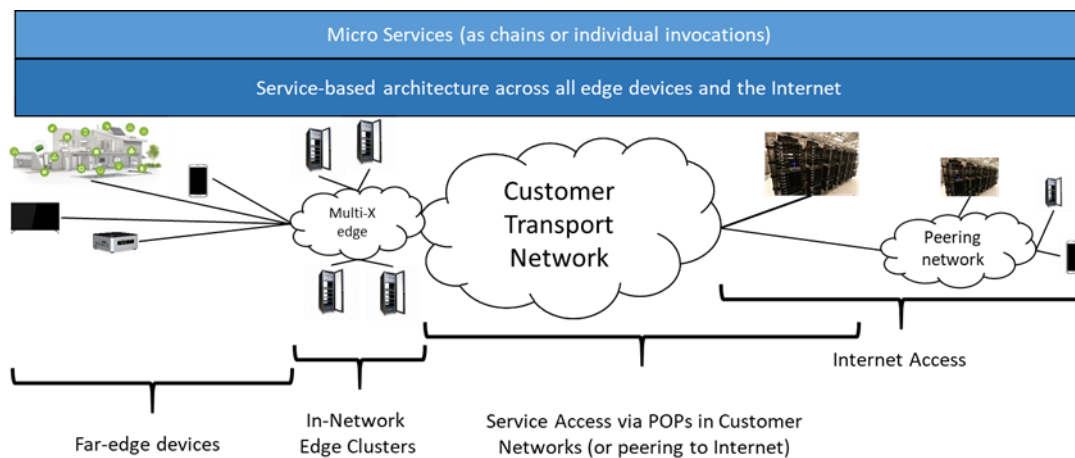 Micro Services (as chains or individual invocations)
Service-based architecture across all edge devices and the Internet
Multi-X
edge
Customer
Transport
Network
Peering
network
Internet Access
Far-edge devices
In-Network
Edge Clusters
Service Access via POPs in Customer
Networks (or peering to Internet)